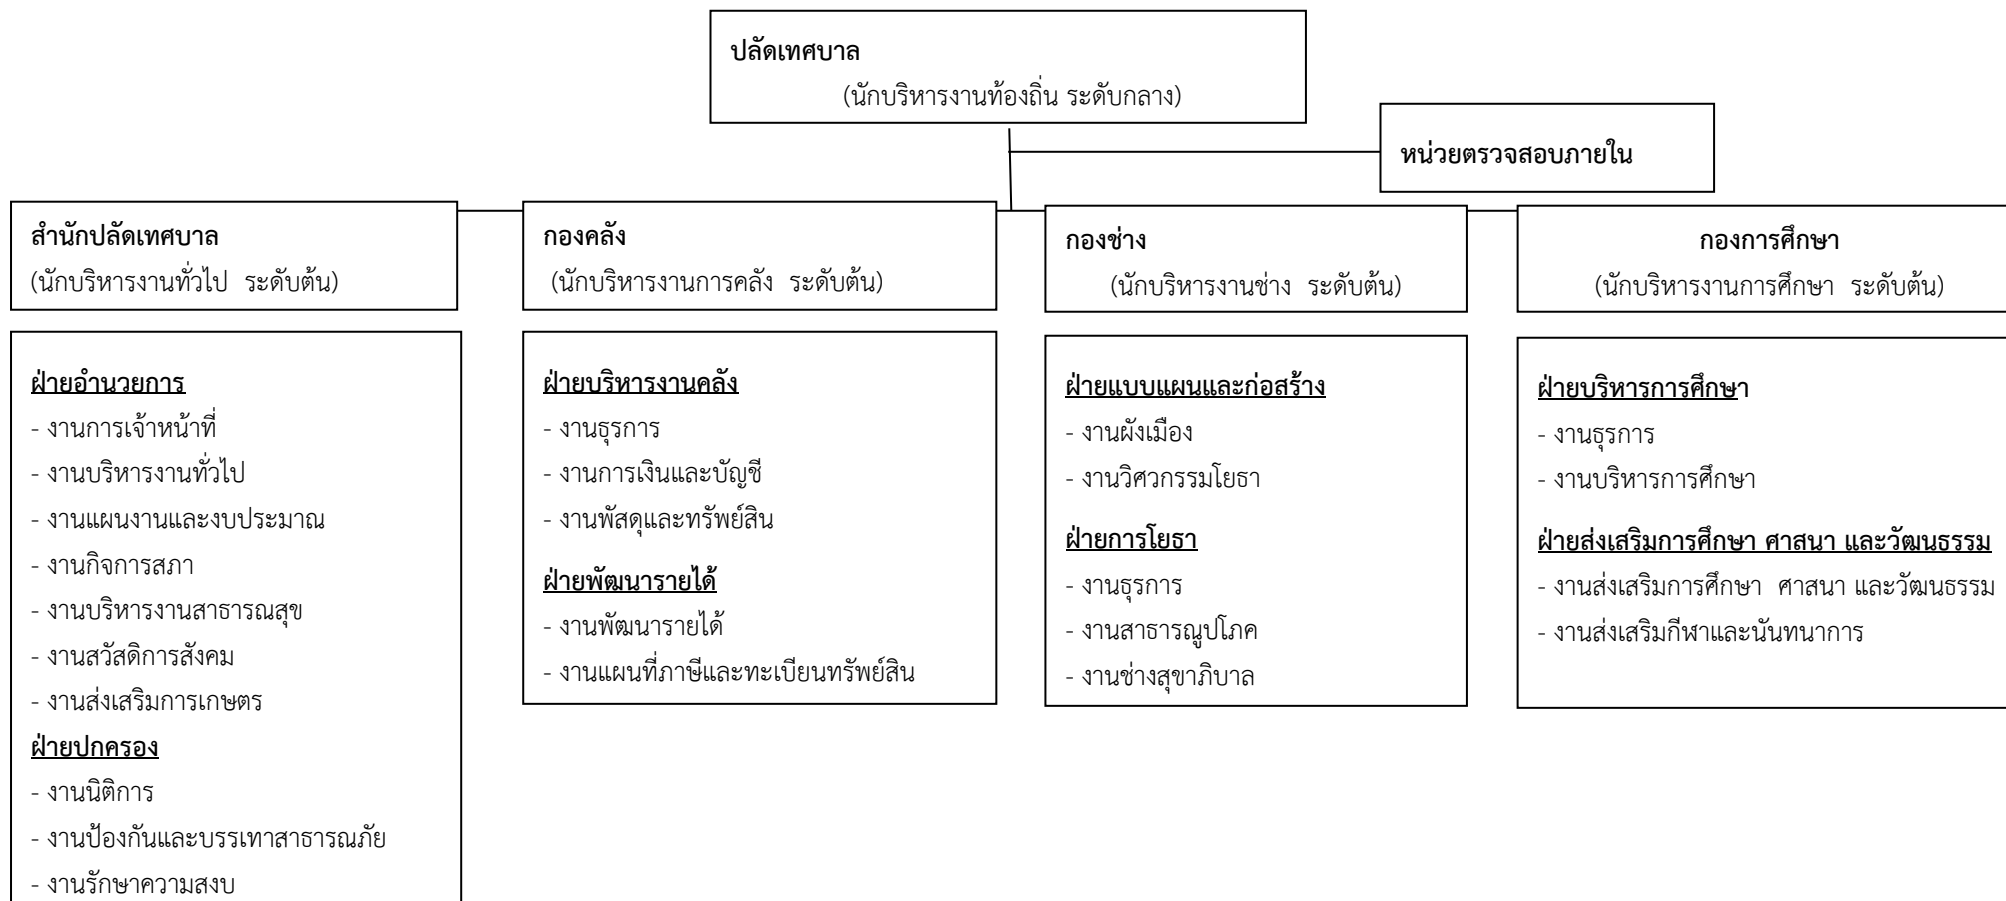 ปลัดเทศบาล
(นักบริหารงานท้องถิ่น ระดับกลาง)
หน่วยตรวจสอบภายใน
สำนักปลัดเทศบาล
(นักบริหารงานทั่วไป ระดับต้น)
กองคลัง
(นักบริหารงานการคลัง ระดับต้น)
กองช่าง
(นักบริหารงานช่าง ระดับต้น)
กองการศึกษา
(นักบริหารงานการศึกษา ระดับต้น)
ฝ่ายอำนวยการ
- งานการเจ้าหน้าที่
- งานบริหารงานทั่วไป
- งานแผนงานและงบประมาณ
- งานกิจการสภา
- งานบริหารงานสาธารณสุข
- งานสวัสดิการสังคม
- งานส่งเสริมการเกษตร
ฝ่ายปกครอง
- งานนิติการ
- งานป้องกันและบรรเทาสาธารณภัย
- งานรักษาความสงบ
ฝ่ายบริหารงานคลัง
- งานธุรการ
- งานการเงินและบัญชี
- งานพัสดุและทรัพย์สิน
ฝ่ายพัฒนารายได้
- งานพัฒนารายได้
- งานแผนที่ภาษีและทะเบียนทรัพย์สิน
ฝ่ายแบบแผนและก่อสร้าง
- งานผังเมือง
- งานวิศวกรรมโยธา
ฝ่ายการโยธา
- งานธุรการ
- งานสาธารณูปโภค
- งานช่างสุขาภิบาล
ฝ่ายบริหารการศึกษา
- งานธุรการ
- งานบริหารการศึกษา
ฝ่ายส่งเสริมการศึกษา ศาสนา และวัฒนธรรม
- งานส่งเสริมการศึกษา ศาสนา และวัฒนธรรม
- งานส่งเสริมกีฬาและนันทนาการ